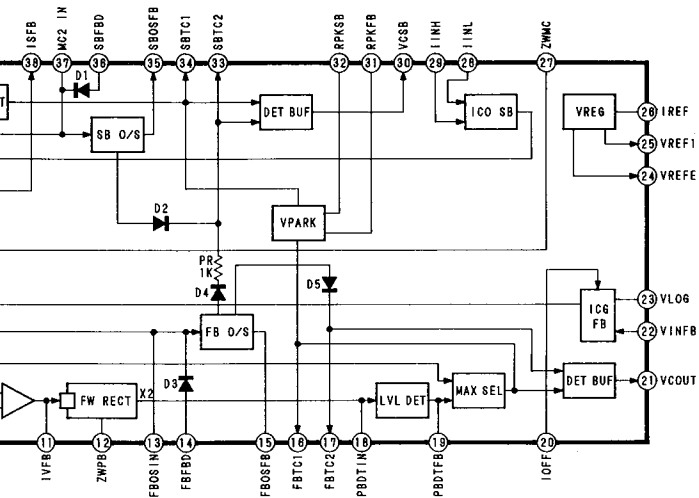 ISFB
MC2 IN
SBFBD
SBOSFB
SBTC1
SBTC2
RPKSB
RPKFB
VCSB
IINH
IINL
ZWMC
38
37
36
35
34
33
32
31
30
29
28
27
D1
T
DET BUF
ICO SB
VREG
26 IREF
SB O/S
25 VREF1
24 VREFE
D2
VPARK
PR
1K
D4
D5
ICG
FB
23 VLOG
FB O/S
22 VINFB
D3
DET BUF
21 VCOUT
FW RECT
X2
LVL DET
MAX SEL
11
12
13
14
15
16
17
18
19
20
IVFB
ZWPB
FBOSIN
FBFBD
FBOSFB
FBTC1
FBTC2
PBDTIN
PBDTFB
IOFF